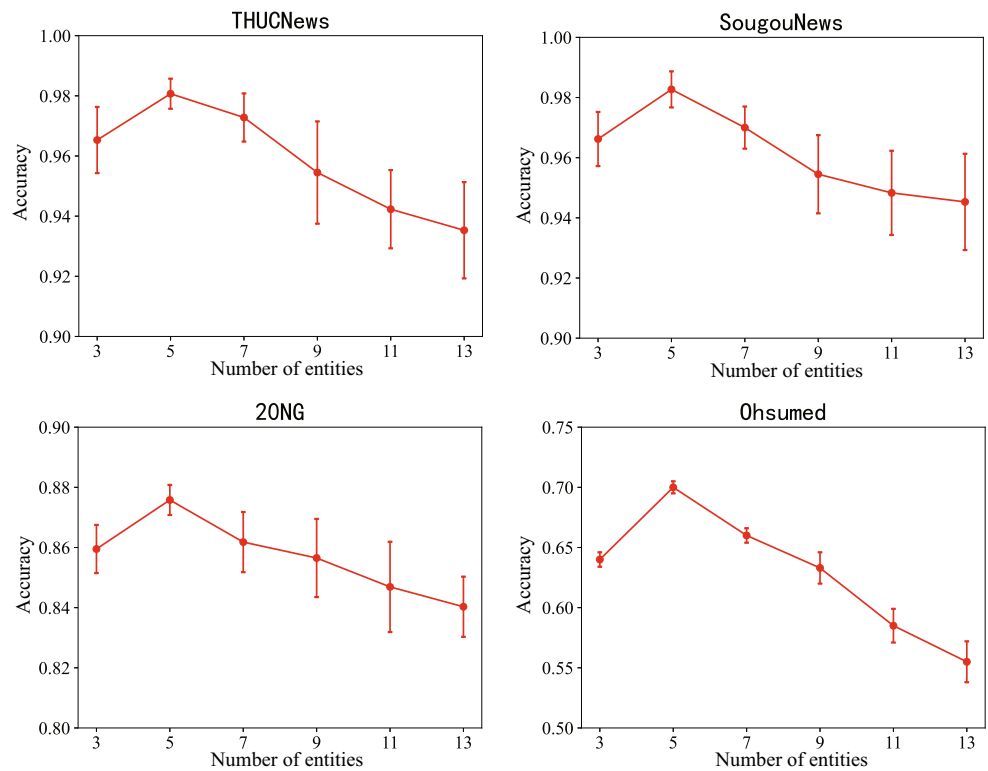 THUCNews
1.00
0.98
0.96
0.94
0.92
0.90
Accuracy
3 5 7 9 11 13
Number of entities
SougouNews
1.00
0.98
0.96
0.94
0.92
0.90
Accuracy
3 5 7 9 11 13
Number of entities
20NG
0.90
0.88
0.86
0.84
0.82
0.80
Accuracy
3 5 7 9 11 13
Number of entities
Ohsumed
0.75
0.70
0.65
0.60
0.55
0.50
Accuracy
3 5 7 9 11 13
Number of entities